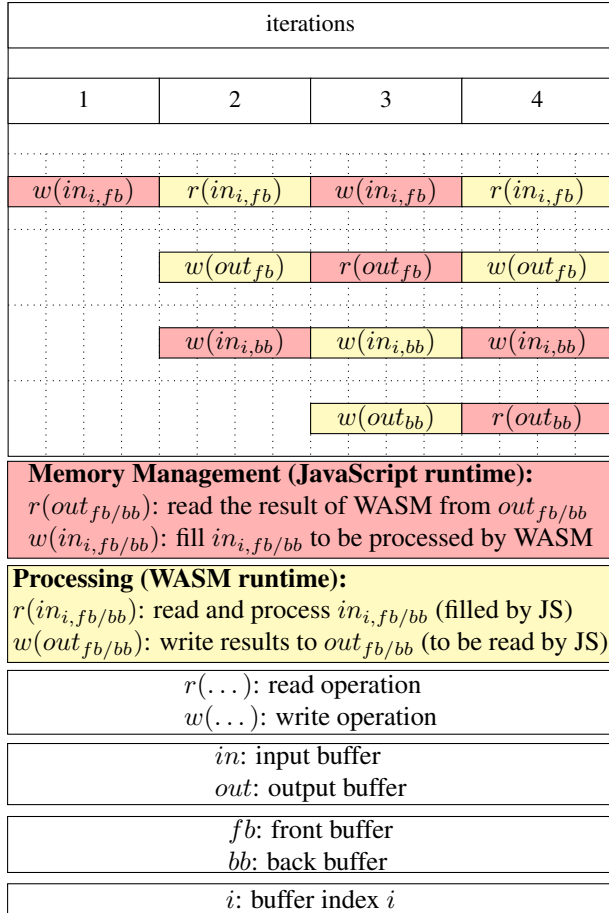 iterations
1 2 3 4
w(in_{i,fb}) r(in_{i,fb}) w(in_{i,fb}) r(in_{i,fb})
w(out_{fb}) r(out_{fb}) w(out_{fb})
w(in_{i,bb}) w(in_{i,bb}) w(in_{i,bb})
w(out_{bb}) r(out_{bb})
Memory Management (JavaScript runtime):
r(out_{fb/bb}): read the result of WASM from out_{fb/bb}
w(in_{i,fb/bb}): fill in_{i,fb/bb} to be processed by WASM
Processing (WASM runtime):
r(in_{i,fb/bb}): read and process in_{i,fb/bb} (filled by JS)
w(out_{fb/bb}): write results to out_{fb/bb} (to be read by JS)
r(...): read operation
w(...): write operation
in: input buffer
out: output buffer
fb: front buffer
bb: back buffer
i: buffer index i